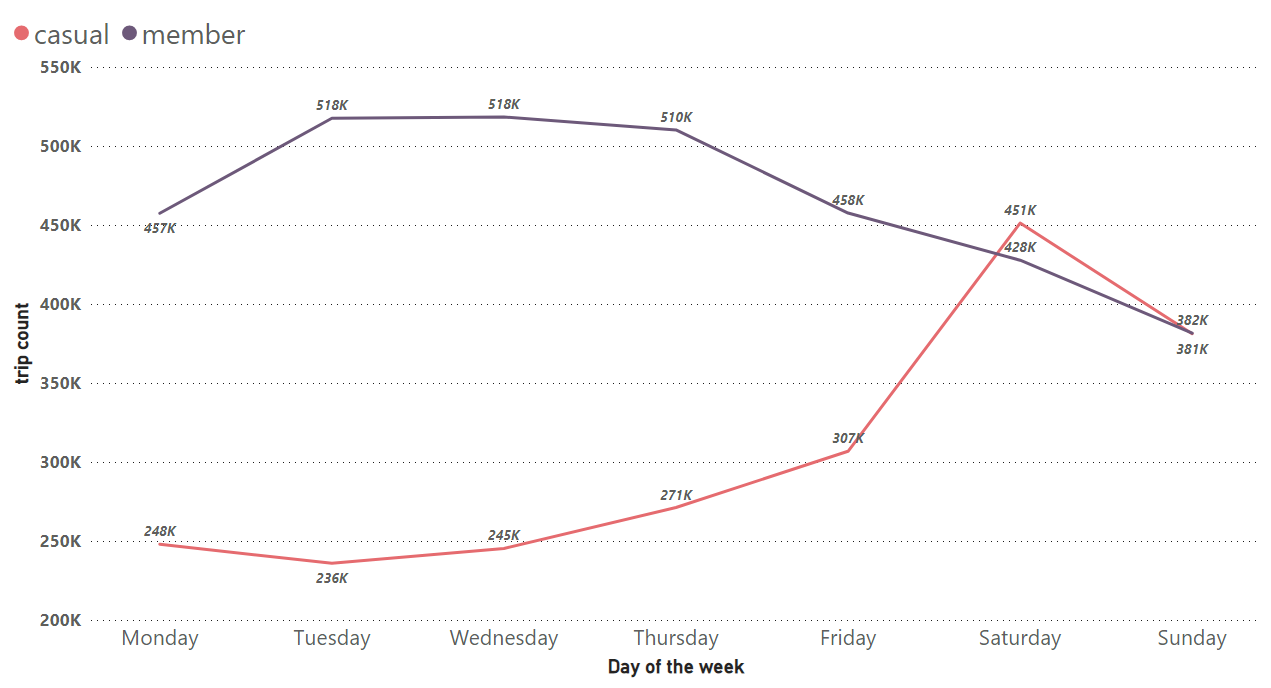 casual member
550K
518K 518K
510K
500K
458K
457K
450K
451K
428K
400K
382K
381K
350K
307K
300K
271K
248K
245K
250K
236K
200K
trip count
Monday Tuesday Wednesday Thursday Friday Saturday Sunday
Day of the week